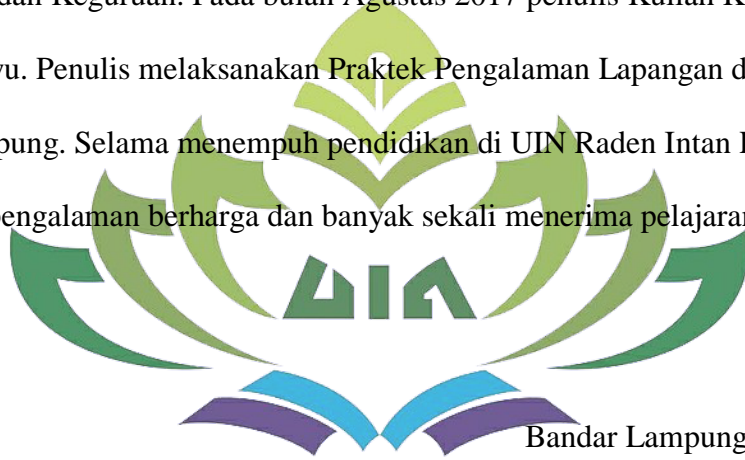 dan Keguruan. Pada bulan Agustus 2017 penulis Kuliah K
yu. Penulis melaksanakan Praktek Pengalaman Lapangan d
pung. Selama menempuh pendidikan di UIN Raden Intan
pengalaman berharga dan banyak sekali menerima pelajaran
UIN
Bandar Lampung